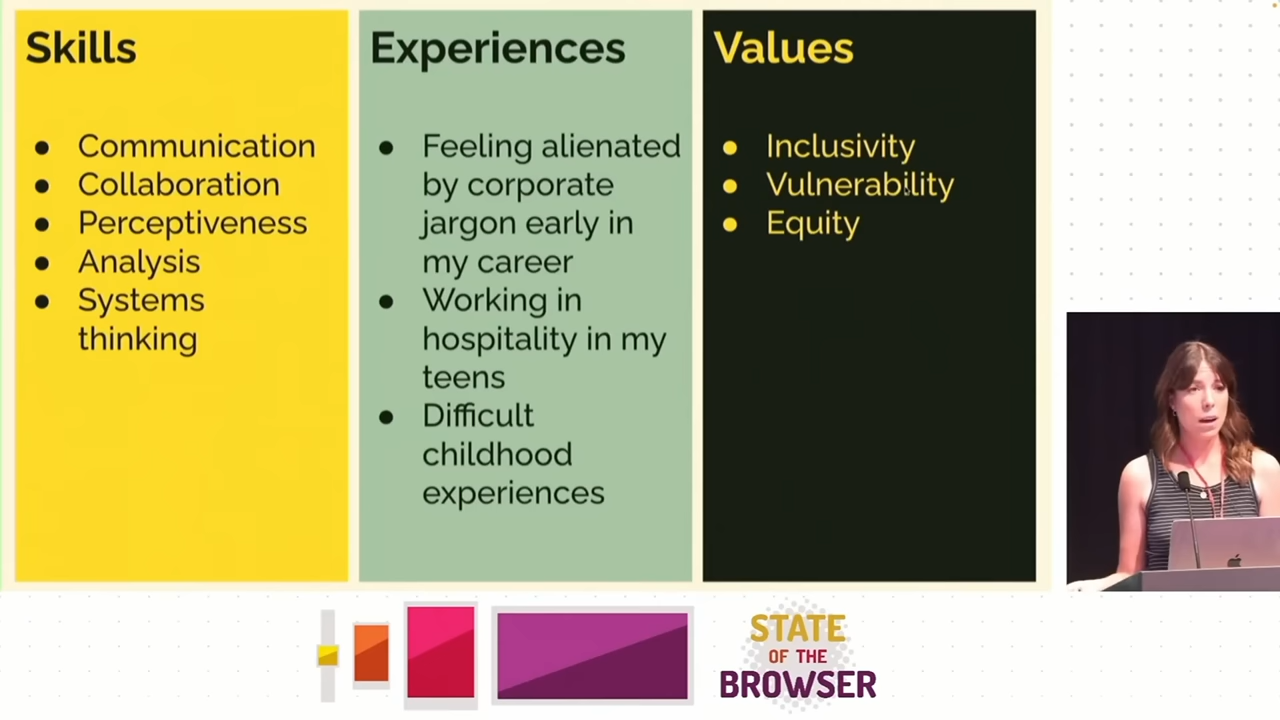 Skills
Communication
Collaboration
Perceptiveness
Analysis
Systems
thinking
Experiences
Feeling alienated
by corporate
jargon early in
my career
Working in
hospitality in my
teens
Difficult
childhood
experiences
Values
Inclusivity
Vulnerability
Equity
STATE
OF THE
BROWSER